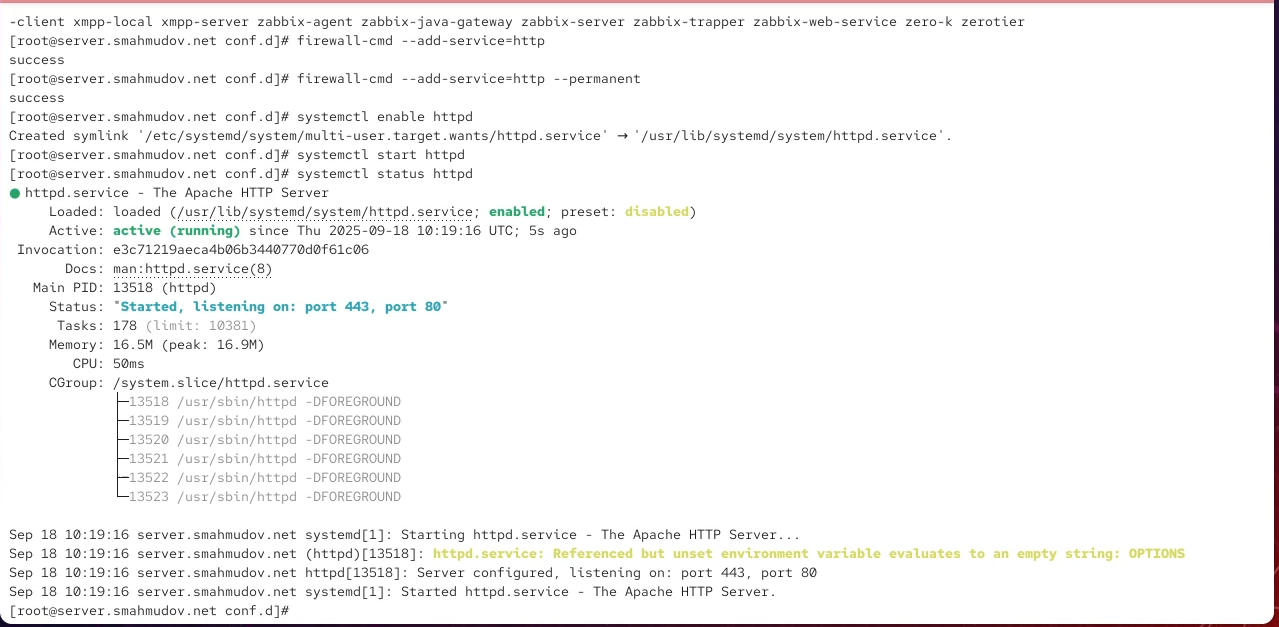 -client xmpp-local xmpp-server zabbix-agent zabbix-java-gateway zabbix-server zabbix-trapper zabbix-web-service zero-k zerotier
[root@server.smahmudov.net conf.d]# firewall-cmd --add-service=http
success
[root@server.smahmudov.net conf.d]# firewall-cmd --add-service=http --permanent
success
[root@server.smahmudov.net conf.d]# systemctl enable httpd
Created symlink '/etc/systemd/system/multi-user.target.wants/httpd.service' → '/usr/lib/systemd/system/httpd.service'.
[root@server.smahmudov.net conf.d]# systemctl start httpd
[root@server.smahmudov.net conf.d]# systemctl status httpd
● httpd.service - The Apache HTTP Server
     Loaded: loaded (/usr/lib/systemd/system/httpd.service; enabled; preset: disabled)
     Active: active (running) since Thu 2025-09-18 10:19:16 UTC; 5s ago
 Invocation: e3c71219aeca4b06b3440770d0f61c06
       Docs: man:httpd.service(8)
   Main PID: 13518 (httpd)
     Status: "Started, listening on: port 443, port 80"
      Tasks: 178 (limit: 10381)
     Memory: 16.5M (peak: 16.9M)
        CPU: 50ms
     CGroup: /system.slice/httpd.service
             ├─13518 /usr/sbin/httpd -DFOREGROUND
             ├─13519 /usr/sbin/httpd -DFOREGROUND
             ├─13520 /usr/sbin/httpd -DFOREGROUND
             ├─13521 /usr/sbin/httpd -DFOREGROUND
             ├─13522 /usr/sbin/httpd -DFOREGROUND
             └─13523 /usr/sbin/httpd -DFOREGROUND

Sep 18 10:19:16 server.smahmudov.net systemd[1]: Starting httpd.service - The Apache HTTP Server...
Sep 18 10:19:16 server.smahmudov.net (httpd)[13518]: httpd.service: Referenced but unset environment variable evaluates to an empty string: OPTIONS
Sep 18 10:19:16 server.smahmudov.net httpd[13518]: Server configured, listening on: port 443, port 80
Sep 18 10:19:16 server.smahmudov.net systemd[1]: Started httpd.service - The Apache HTTP Server.
[root@server.smahmudov.net conf.d]#